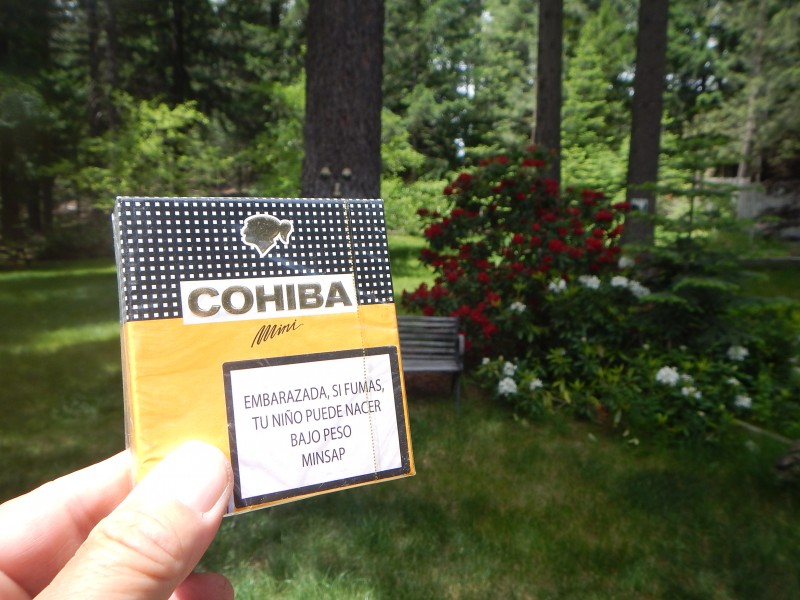 COHIBA
Mini
EMBARAZADA, SI FUMAS,
TU NIÑO PUEDE NACER
BAJO PESO
MINSAP